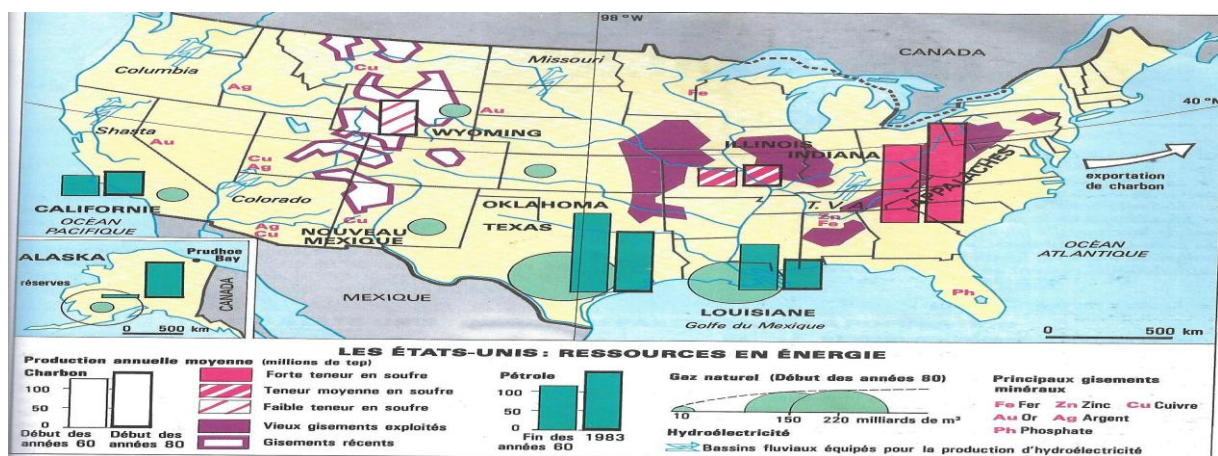 98 °W
CANADA
Missouri
Columbia
Cu
Fe
40 °N
Ag
Au
Shasta
WYOMING
Au
ILLINOIS
INDIANA
APPALACHES
exportation
de charbon
Cu
Ag
T. V. A.
Zn
Fe
CALIFORNIE
OCÉAN
PACIFIQUE
Colorado
OKLAHOMA
Cu
NOUVEAU
MEXIQUE
Ag
Cu
TEXAS
OCÉAN
ATLANTIQUE
ALASKA
Prudhoe
Bay
réserves
CANADA
0 500 km
MEXIQUE
LOUISIANE
Golfe du Mexique
Ph
0 500 km
LES ÉTATS-UNIS : RESSOURCES EN ÉNERGIE
Production annuelle moyenne (millions de tep)
Charbon
100
50
0
Début des
années 60
Début des
années 80
Forte teneur en soufre
Teneur moyenne en soufre
Faible teneur en soufre
Vieux gisements exploités
Gisements récents
Pétrole
100
50
0
Fin des
années 60
1983
Gaz naturel (Début des années 80)
10
150 220 milliards de m³
Hydroélectricité
Bassins fluviaux équipés pour la production d'hydroélectricité
Principaux gisements
minéraux
Fe Fer Zn Zinc Cu Cuivre
Au Or Ag Argent
Ph Phosphate